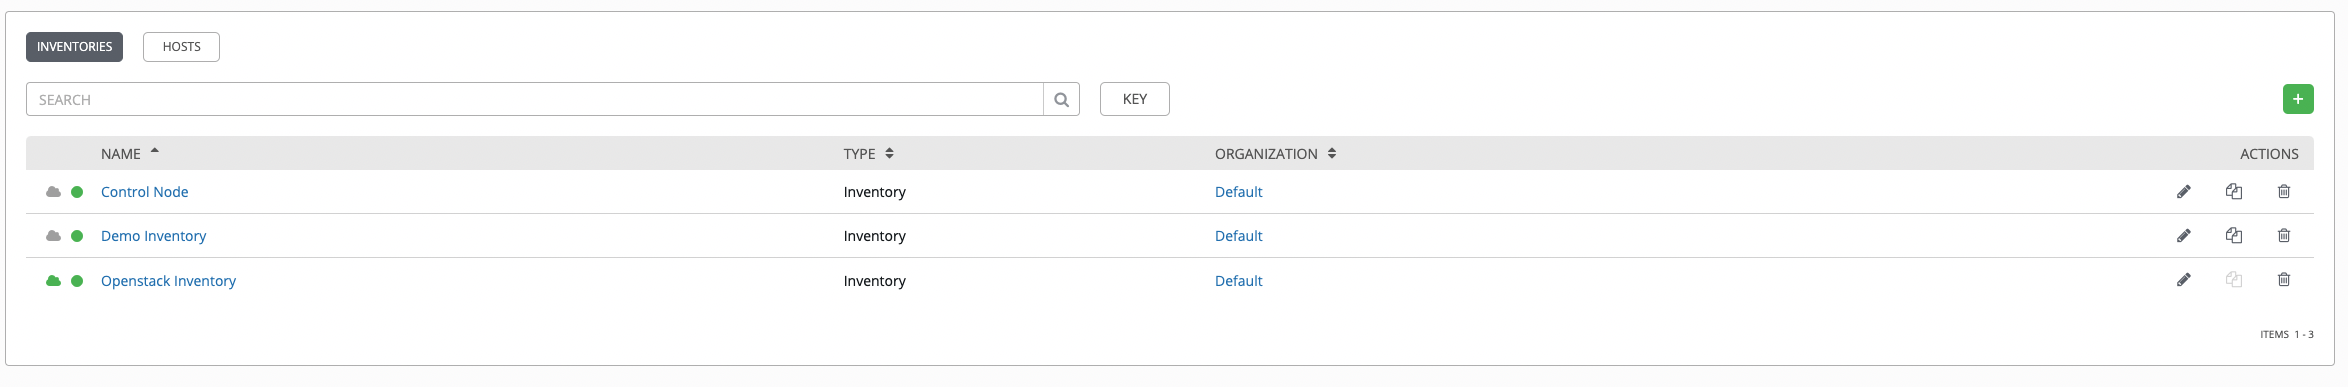 INVENTORIES HOSTS
SEARCH KEY +
NAME TYPE ORGANIZATION ACTIONS
Control Node Inventory Default
Demo Inventory Inventory Default
Openstack Inventory Inventory Default
ITEMS 1 - 3